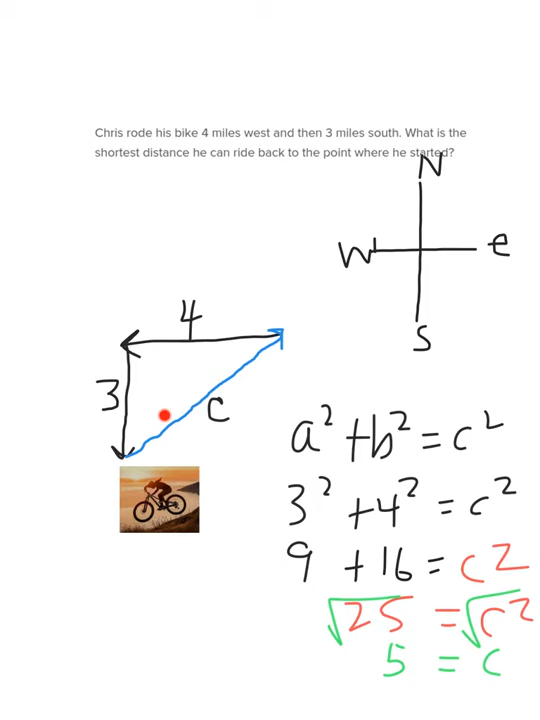 Chris rode his bike 4 miles west and then 3 miles south. What is the
shortest distance he can ride back to the point where he started?
N
W e
S
4
3
c
a² + b² = c²
3² + 4² = c²
9 + 16 = c2
√25 = √c2
5 = c